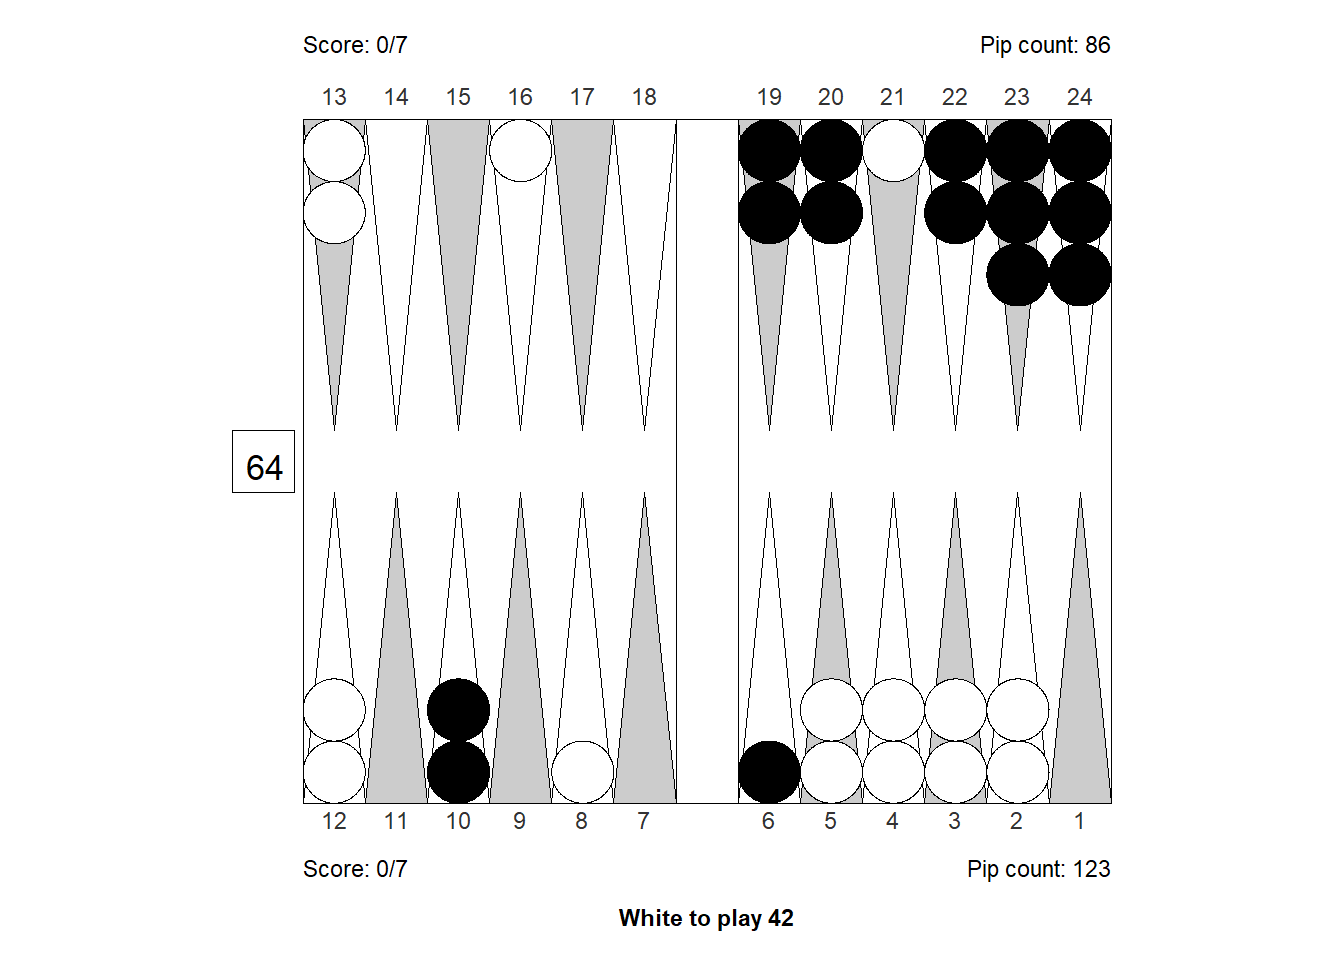 Score: 0/7 Pip count: 86
13 14 15 16 17 18 19 20 21 22 23 24
64
12 11 10 9 8 7 6 5 4 3 2 1
Score: 0/7 Pip count: 123
White to play 42